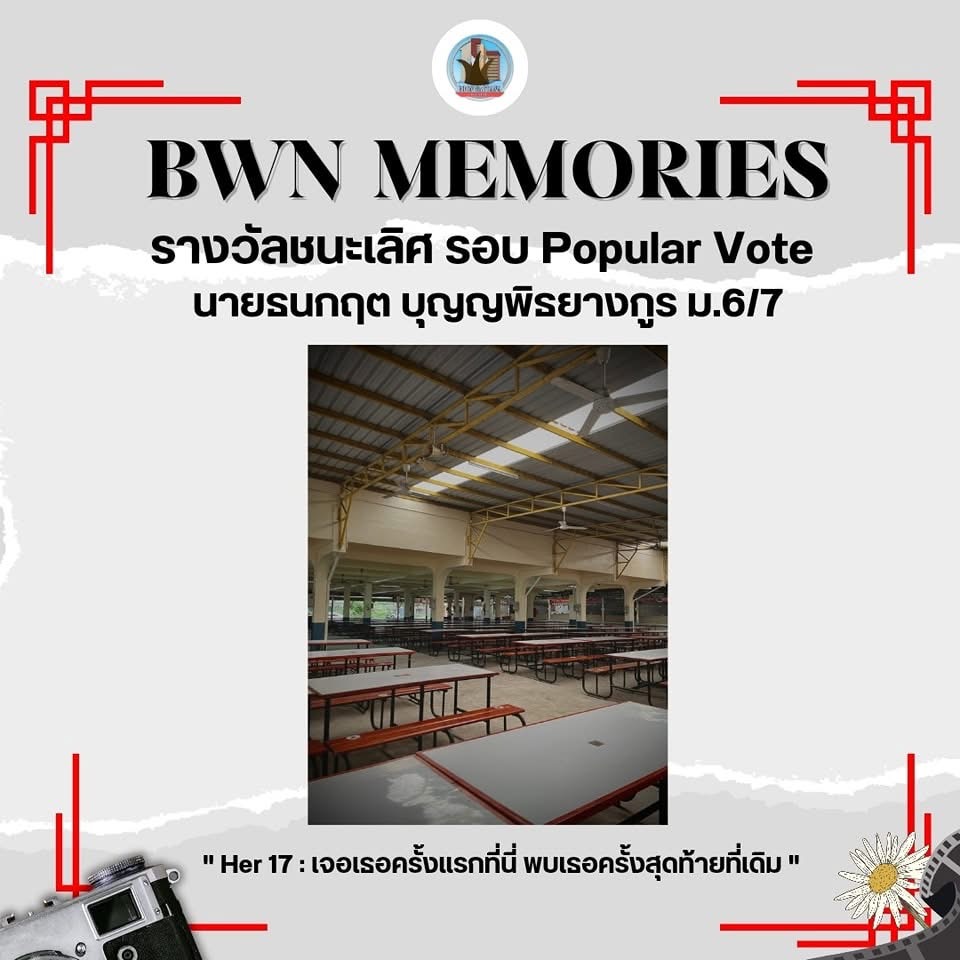 BWN MEMORIES
รางวัลชนะเลิศ รอบ Popular Vote
นายธนกฤต บุญญพิธยางกูร ม.6/7
" Her 17 : เจอเธอครั้งแรกที่นี่ พบเธอครั้งสุดท้ายที่เดิม "